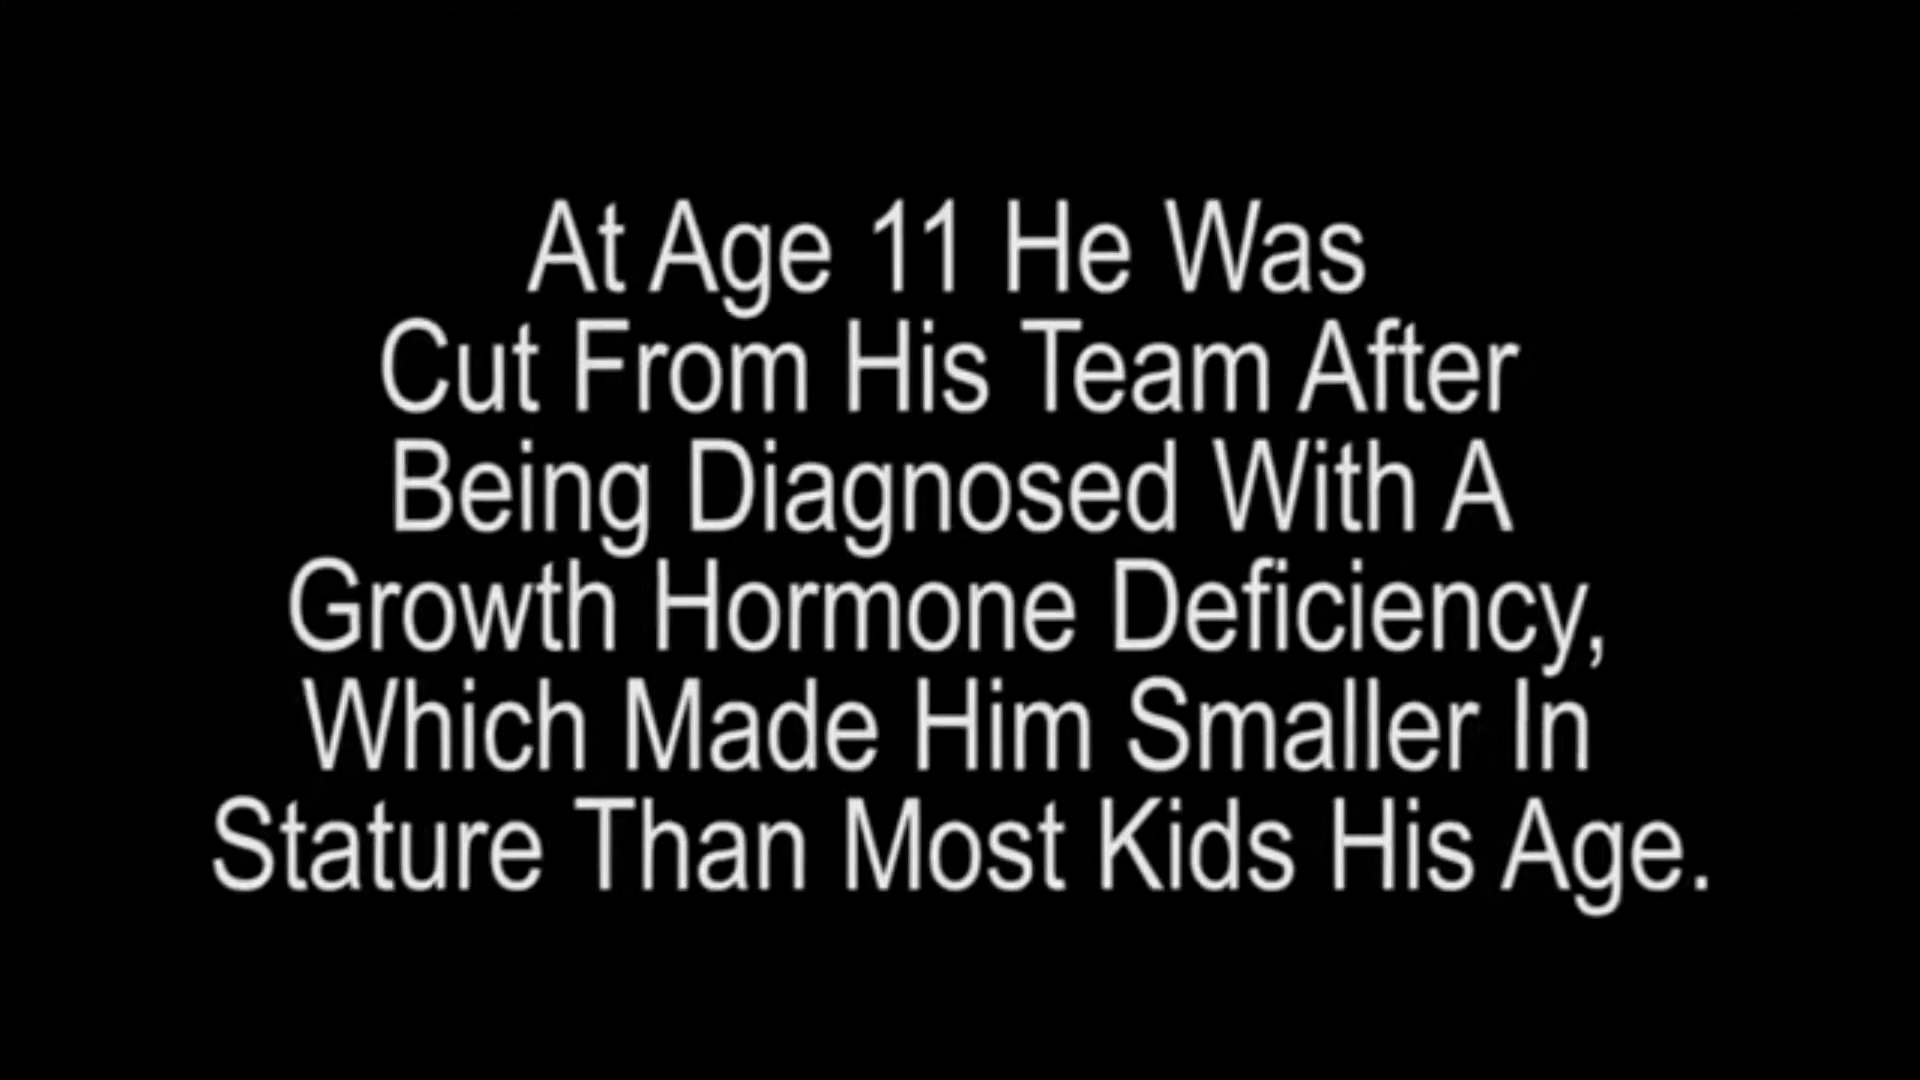 At Age 11 He Was
Cut From His Team After
Being Diagnosed With A
Growth Hormone Deficiency,
Which Made Him Smaller In
Stature Than Most Kids His Age.